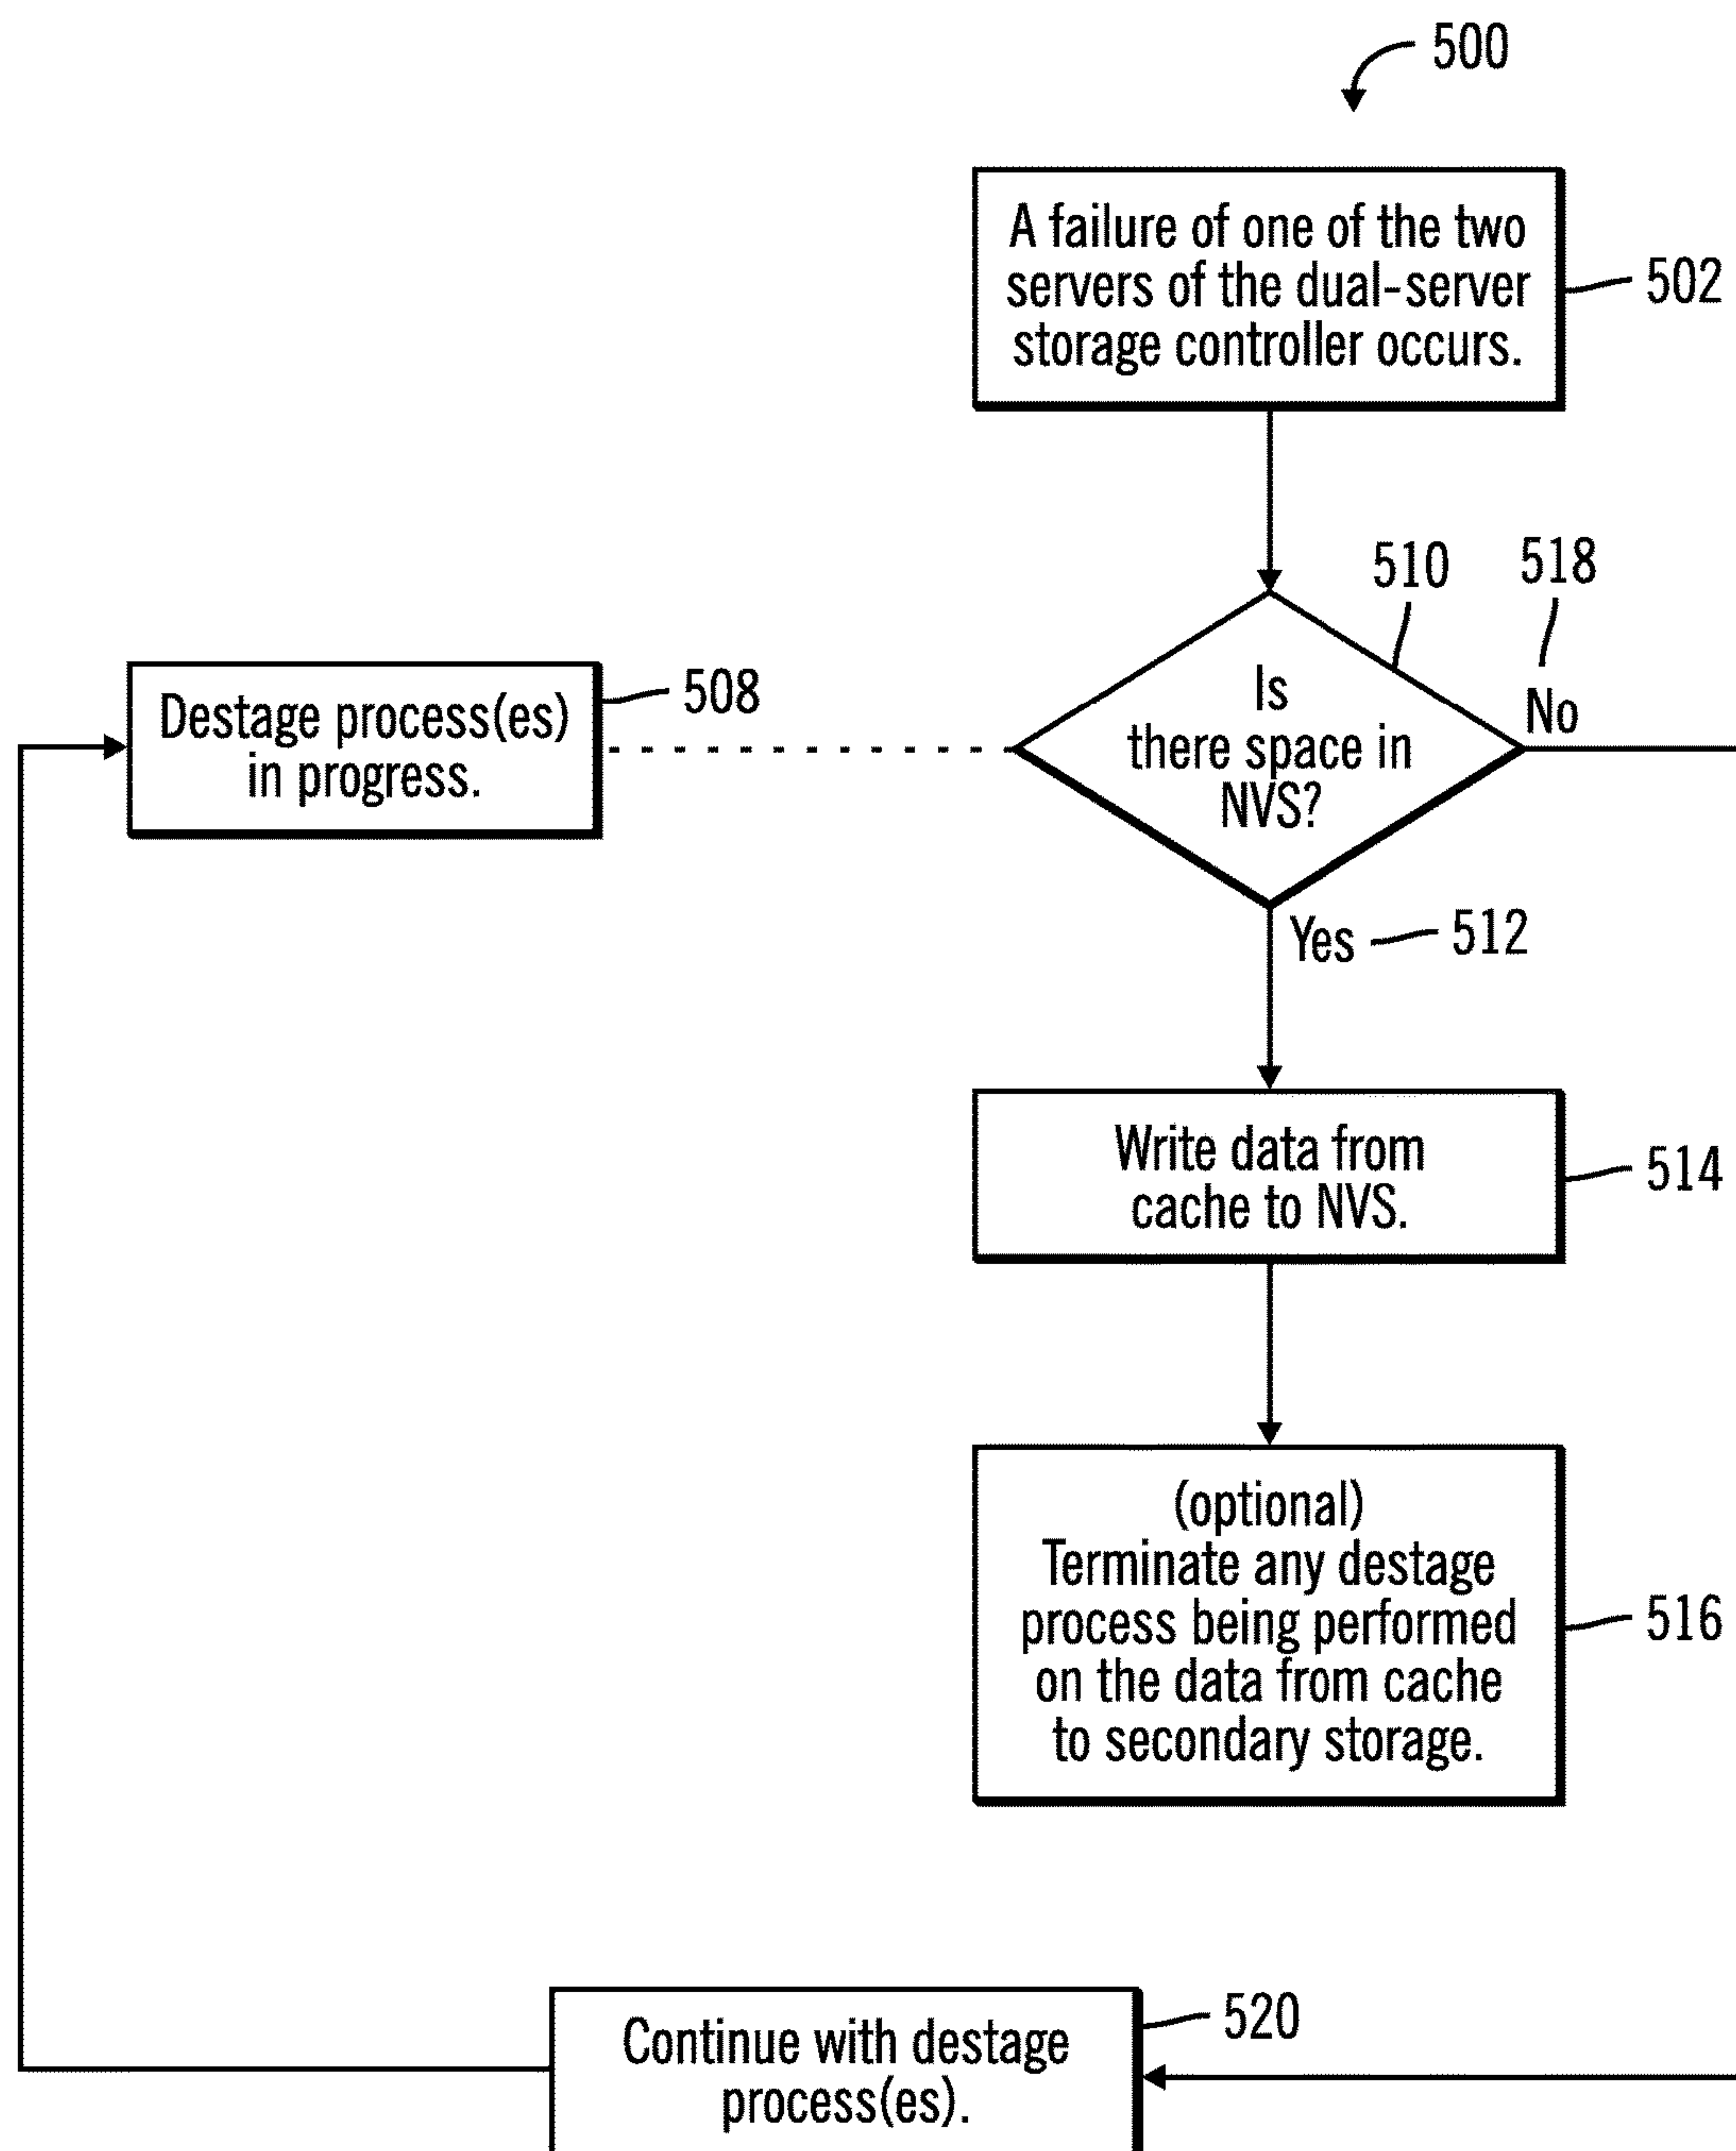 500
A failure of one of the two
servers of the dual-server
storage controller occurs.
502
510
518
Is
there space in
NVS?
No
Destage process(es)
in progress.
508
Yes
512
Write data from
cache to NVS.
514
(optional)
Terminate any destage
process being performed
on the data from cache
to secondary storage.
516
Continue with destage
process(es).
520